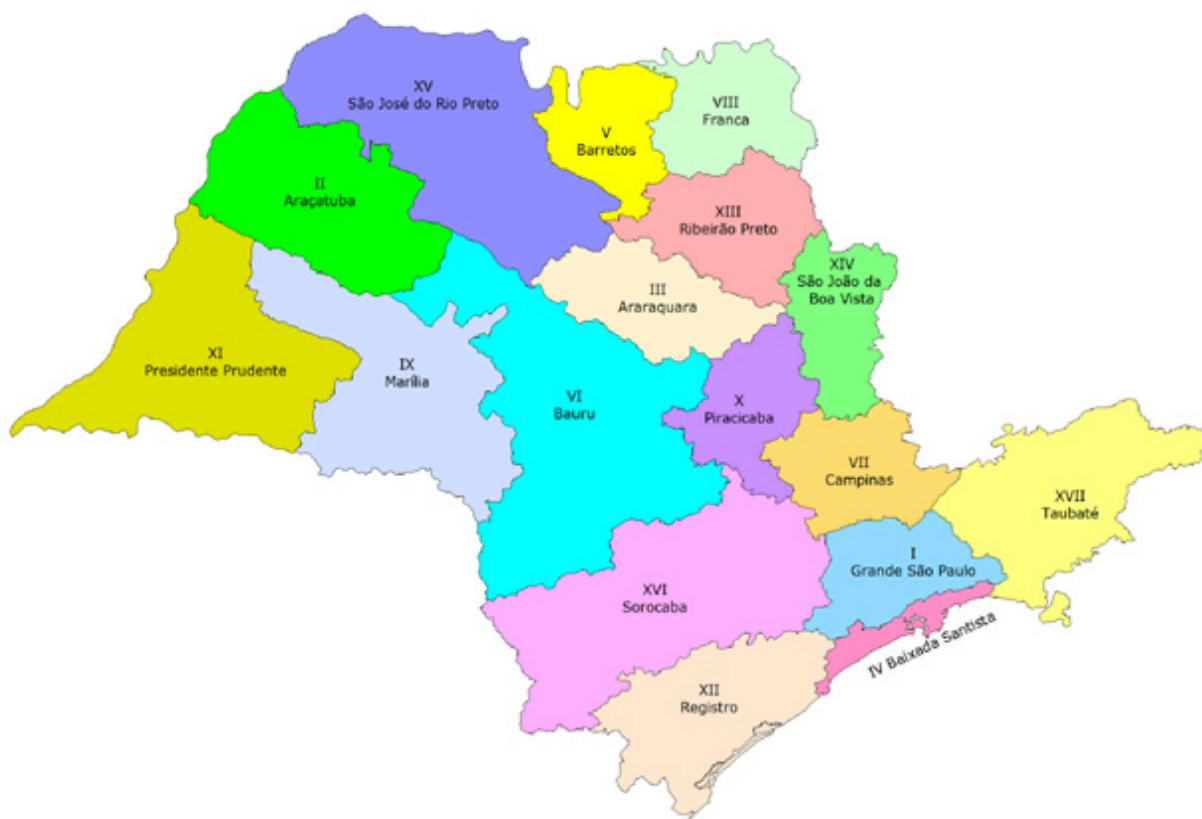 XV
São José do Rio Preto
VIII
Franca
V
Barretos
II
Araçatuba
XIII
Ribeirão Preto
XIV
São João da
Boa Vista
III
Araraquara
XI
Presidente Prudente
IX
Marília
VI
Bauru
X
Piracicaba
VII
Campinas
XVII
Taubaté
I
Grande São Paulo
XVI
Sorocaba
IV Baixada Santista
XII
Registro